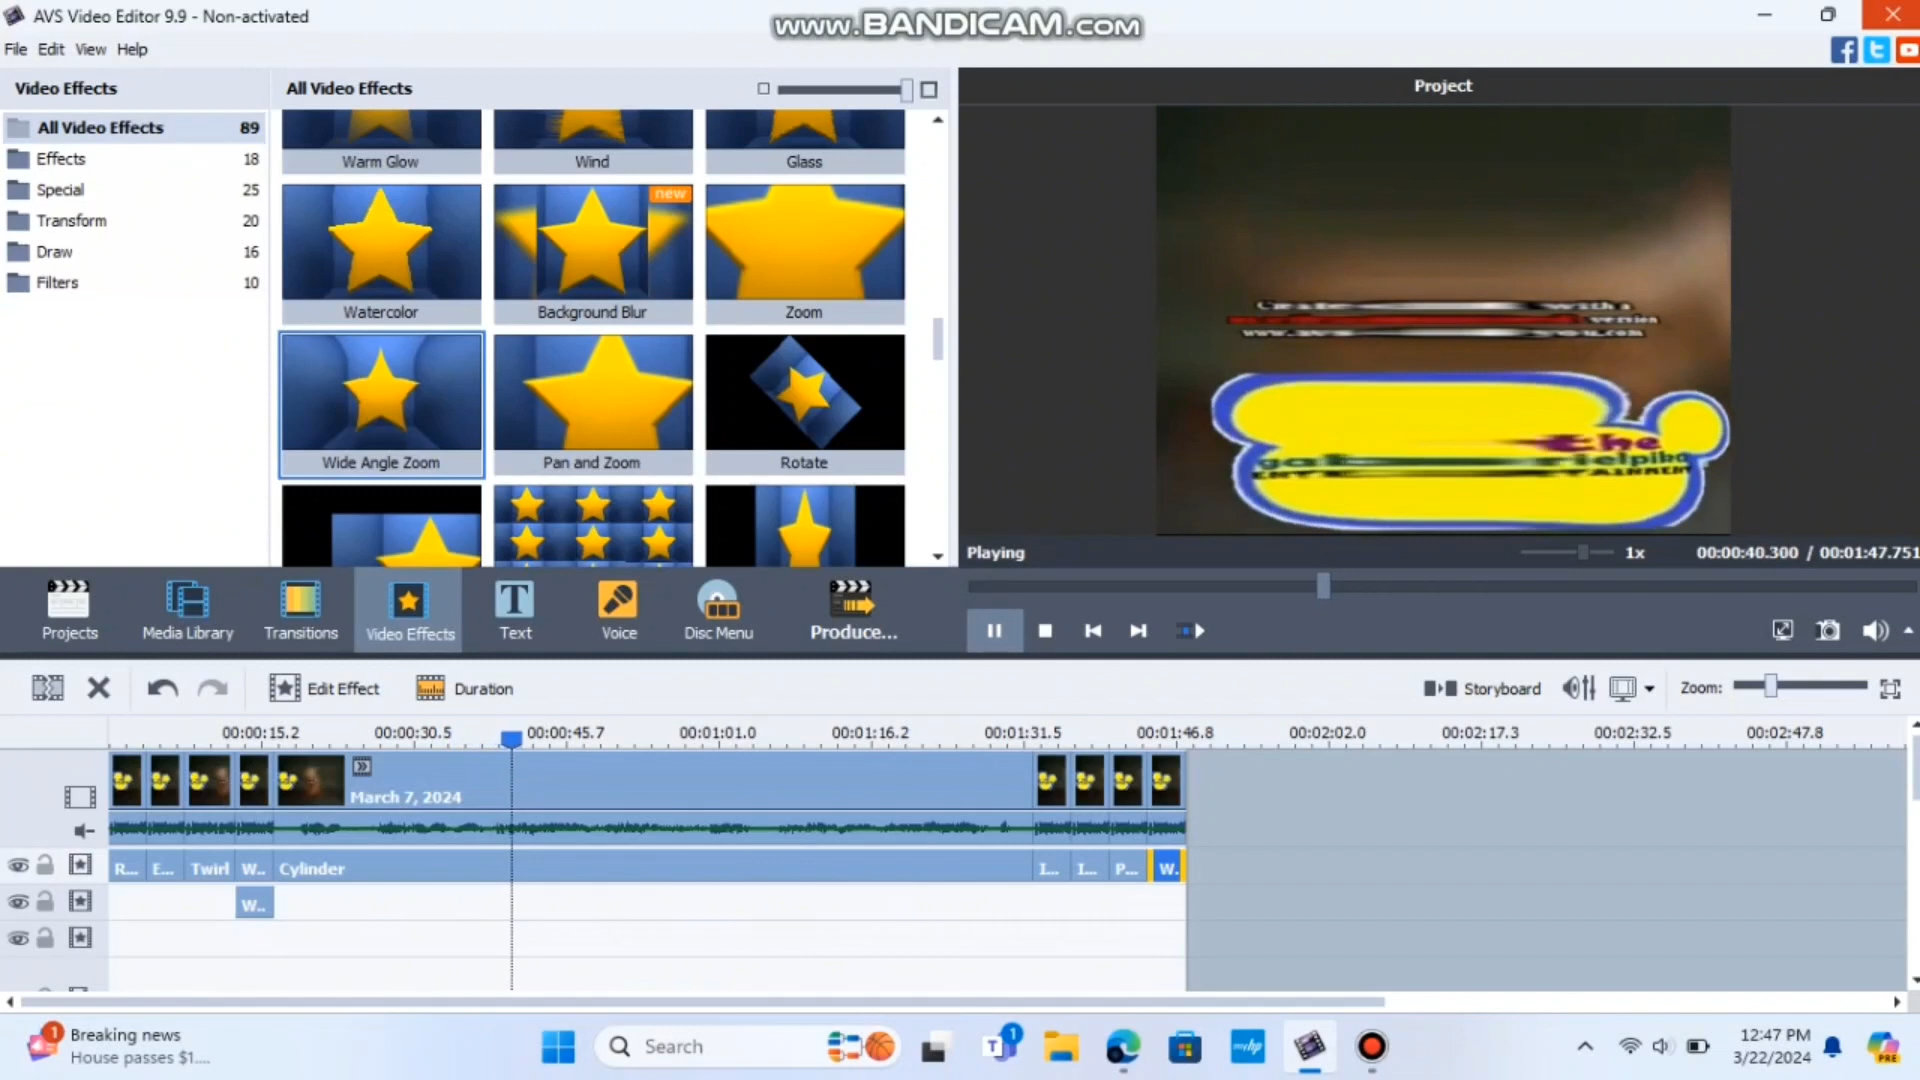 AVS Video Editor 9.9 - Non-activated
www.BANDICAM.com
File Edit View Help
Video Effects
All Video Effects
Project
All Video Effects 89
Effects 18
Special 25
Transform 20
Draw 16
Filters 10
Warm Glow
Wind
Glass
new
Watercolor
Background Blur
Zoom
Wide Angle Zoom
Pan and Zoom
Rotate
version
the
Playing
1x
00:00:40.300 / 00:01:47.751
Projects
Media Library
Transitions
Video Effects
Text
Voice
Disc Menu
Produce...
Edit Effect
Duration
Storyboard
Zoom:
00:00:15.2 00:00:30.5 00:00:45.7 00:01:01.0 00:01:16.2 00:01:31.5 00:01:46.8 00:02:02.0 00:02:17.3 00:02:32.5 00:02:47.8
March 7, 2024
R... E... Twirl W.. Cylinder I... I... P... W.
W..
1
Breaking news
House passes $1....
Search
T
1
myhp
PRE
12:47 PM
3/22/2024